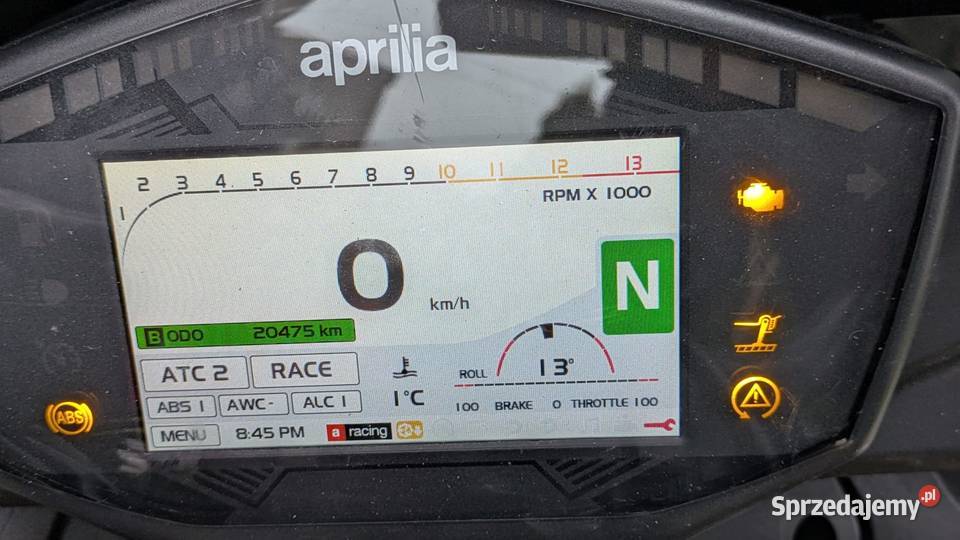 aprilia
1 2 3 4 5 6 7 8 9 10 11 12 13
RPM X 1000
0 km/h
N
B ODO 20475 km
ATC 2 RACE
ROLL 13°
ABS 1 AWC- ALC 1 1°C
100 BRAKE 0 THROTTLE 100
MENU 8:45 PM a racing
ABS
Sprzedajemy.pl